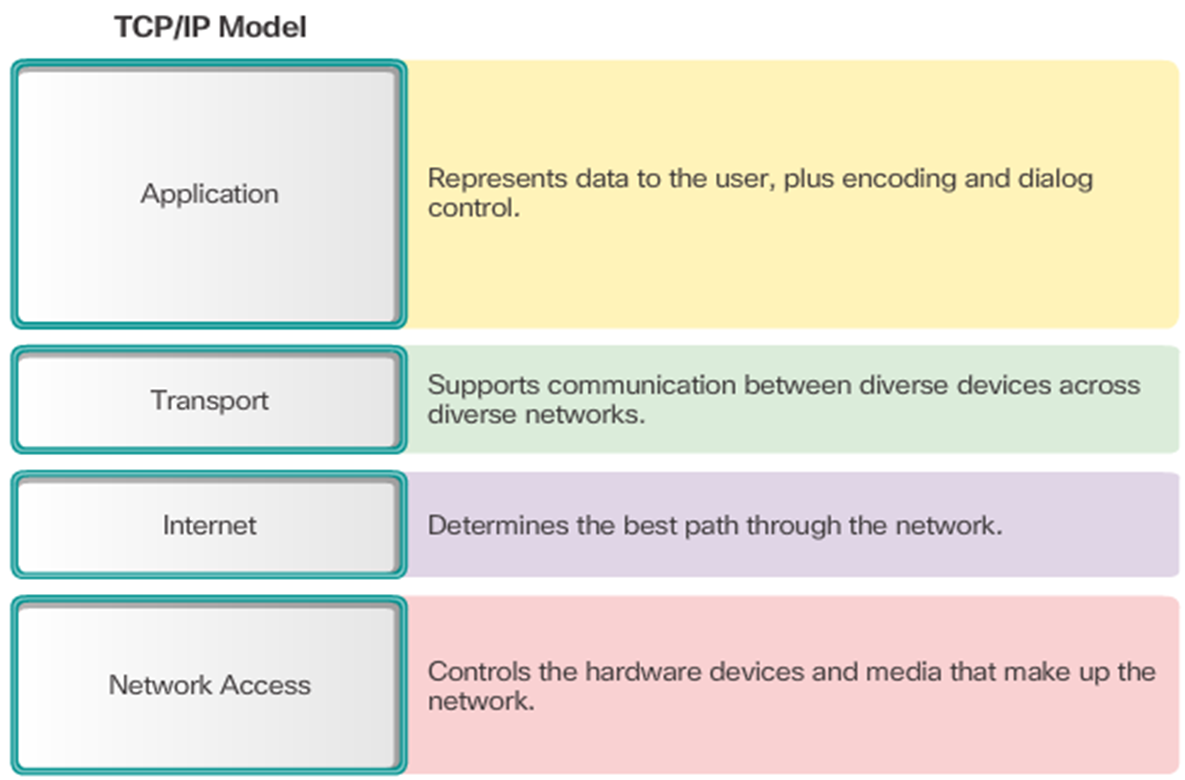 TCP/IP Model
Application
Represents data to the user, plus encoding and dialog
control.
Transport
Supports communication between diverse devices across
diverse networks.
Internet
Determines the best path through the network.
Network Access
Controls the hardware devices and media that make up the
network.